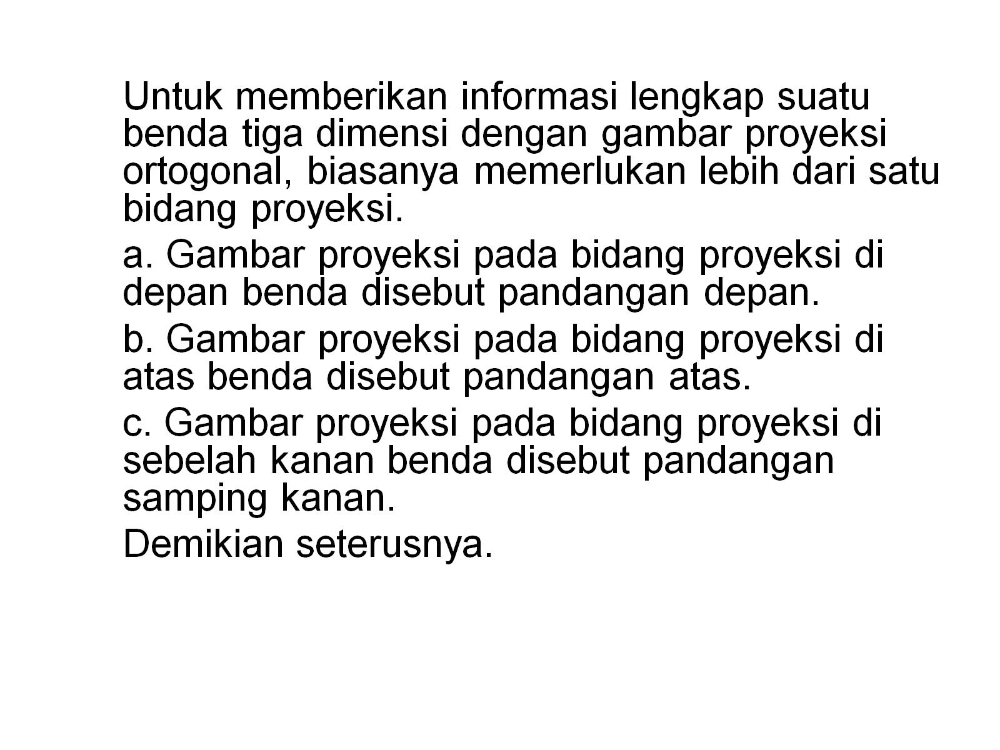 Untuk memberikan informasi lengkap suatu
benda tiga dimensi dengan gambar proyeksi
ortogonal, biasanya memerlukan lebih dari satu
bidang proyeksi.
a. Gambar proyeksi pada bidang proyeksi di
depan benda disebut pandangan depan.
b. Gambar proyeksi pada bidang proyeksi di
atas benda disebut pandangan atas.
c. Gambar proyeksi pada bidang proyeksi di
sebelah kanan benda disebut pandangan
samping kanan.
Demikian seterusnya.